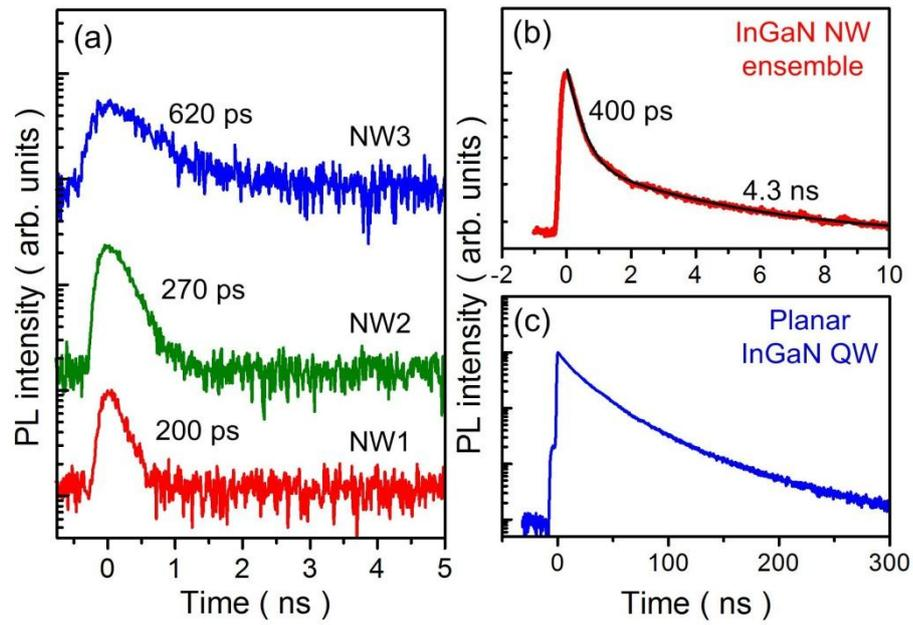 (a)
620 ps
NW3
270 ps
NW2
200 ps
NW1
PL intensity ( arb. units )
0 1 2 3 4 5
Time ( ns )
(b)
InGaN NW
ensemble
400 ps
4.3 ns
PL intensity ( arb. units )
-2 0 2 4 6 8 10
(c)
Planar
InGaN QW
0 100 200 300
Time ( ns )